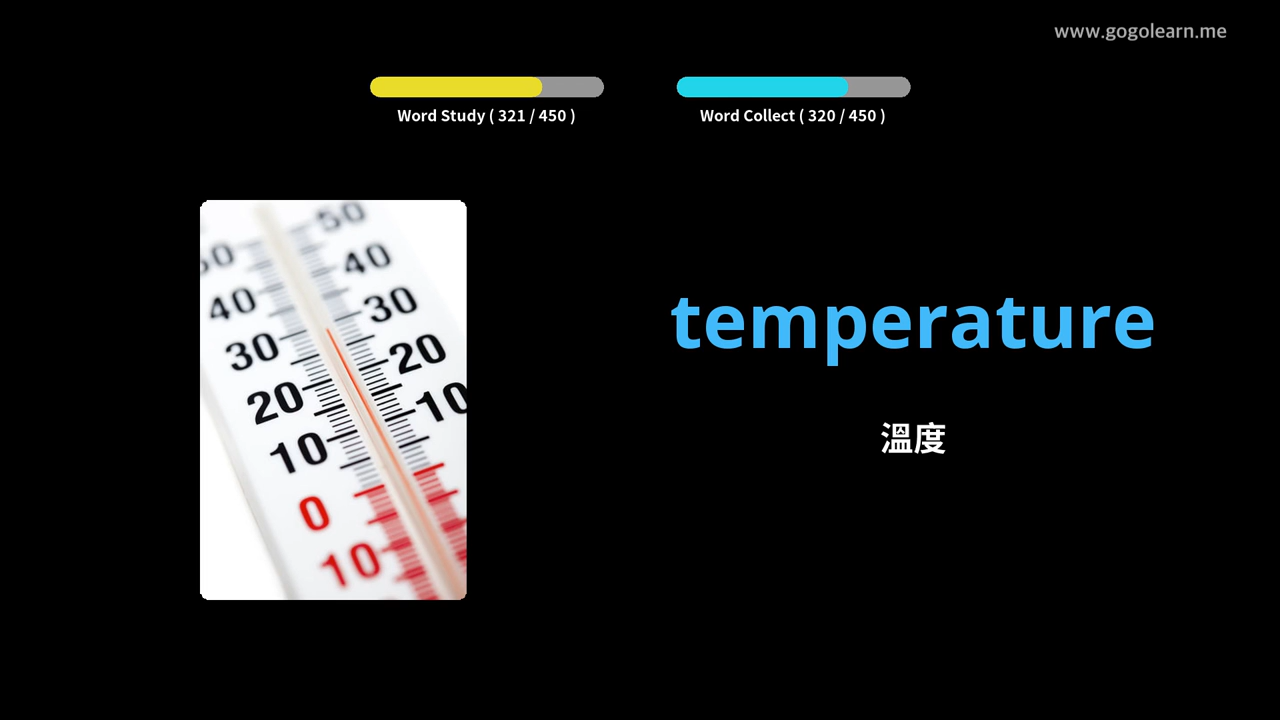 www.gogolearn.me
Word Study ( 321 / 450 )
Word Collect ( 320 / 450 )
50
40
40
30
30
20
20
10
10
0
10
temperature
溫度